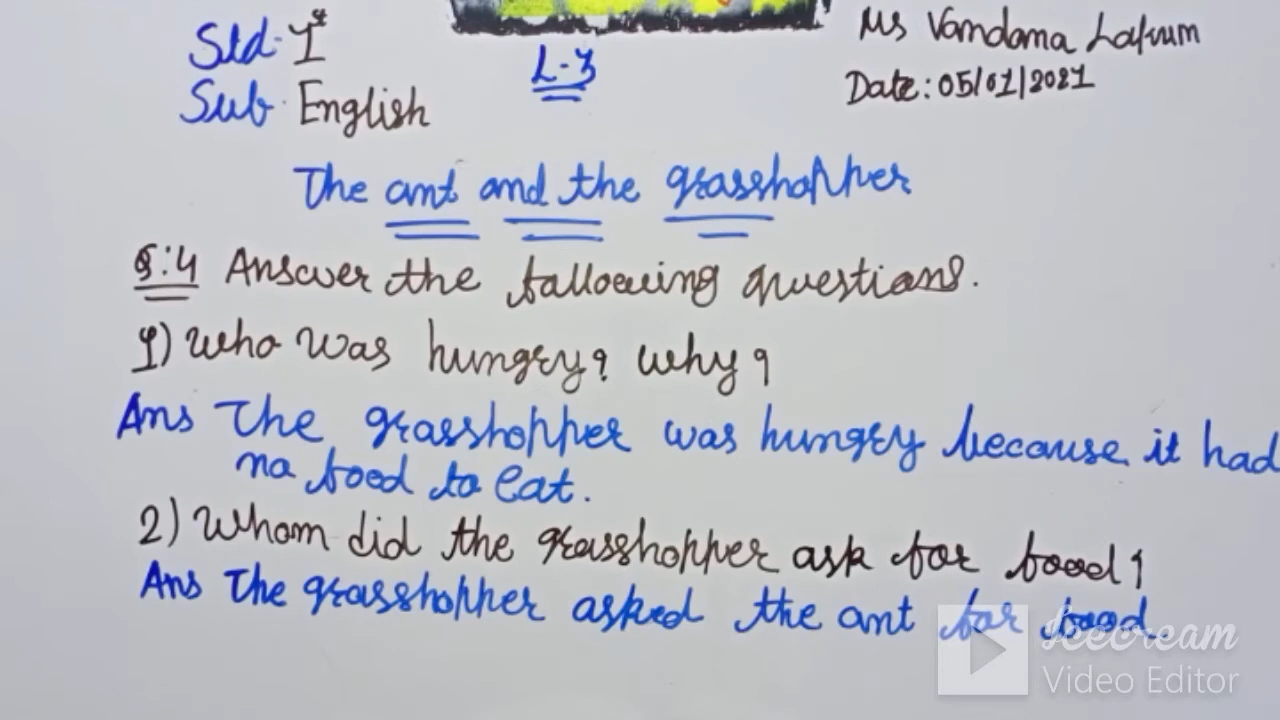 Std. I
Sub. English
L-3
Ms Vandana
Date: 05/01/2021
The ant and the grasshopper
Q:4 Answer the following questions.
1) Who was hungry? why?
Ans The grasshopper was hungry because it had
no food to eat.
2) Whom did the grasshopper ask for food?
Ans The grasshopper asked the ant for food.
Icecream
Video Editor